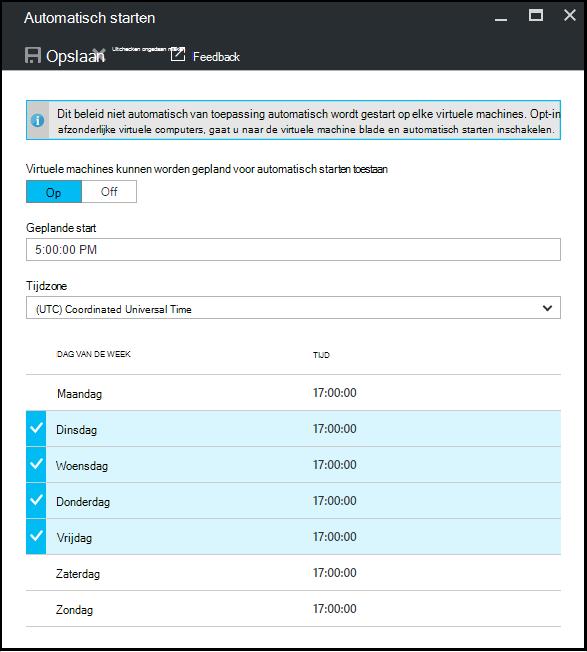 Automatisch starten
Opslaan Uitchecken ongedaan maken Feedback
Dit beleid niet automatisch van toepassing automatisch wordt gestart op elke virtuele machines. Opt-in
afzonderlijke virtuele computers, gaat u naar de virtuele machine blade en automatisch starten inschakelen.
Virtuele machines kunnen worden gepland voor automatisch starten toestaan
Op Off
Geplande start
5:00:00 PM
Tijdzone
(UTC) Coordinated Universal Time
DAG VAN DE WEEK TIJD
Maandag 17:00:00
Dinsdag 17:00:00
Woensdag 17:00:00
Donderdag 17:00:00
Vrijdag 17:00:00
Zaterdag 17:00:00
Zondag 17:00:00